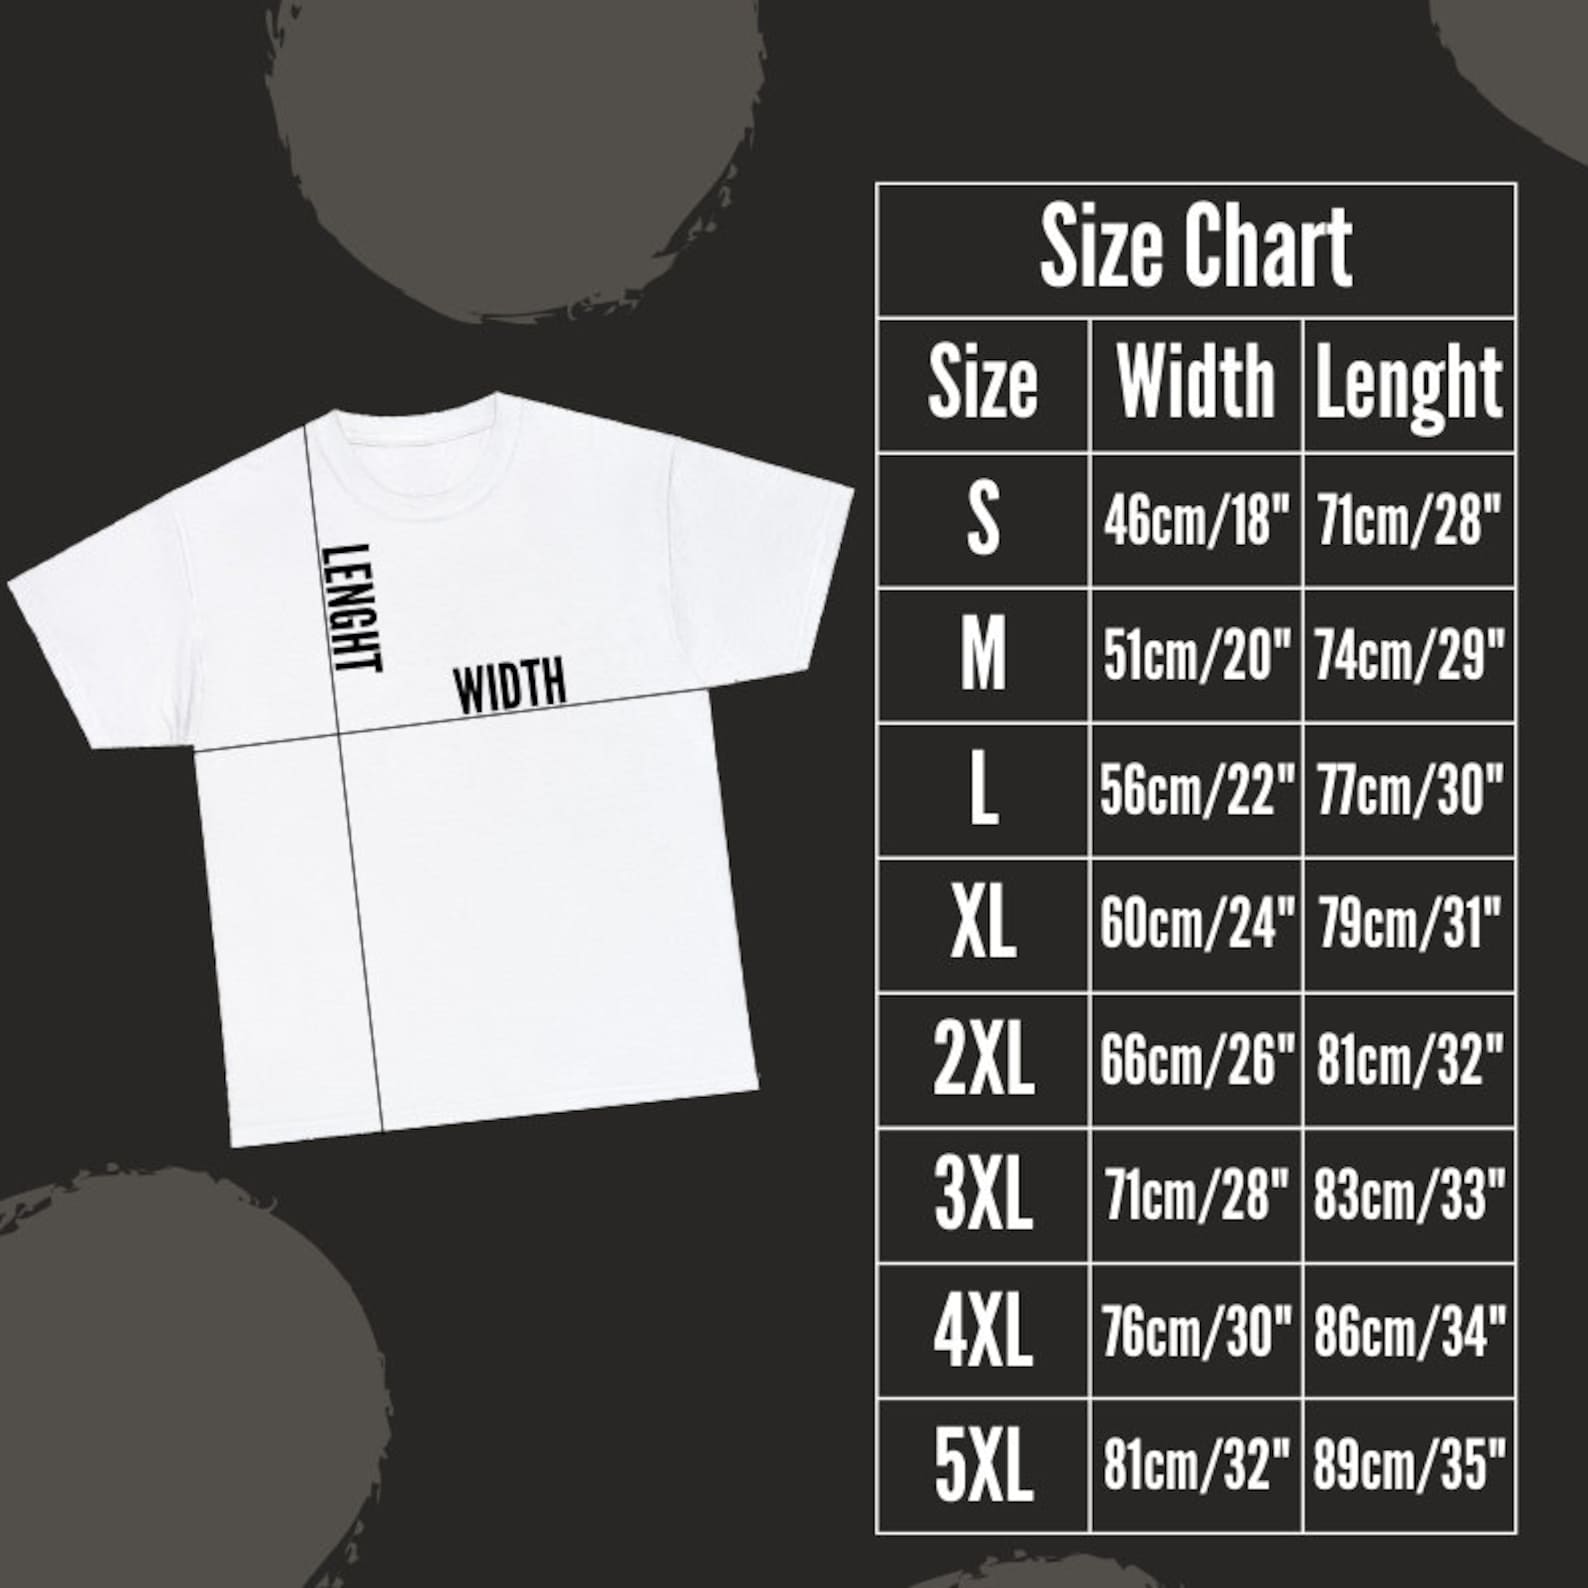 LENGHT
WIDTH
Size Chart
Size Width Lenght
S 46cm/18" 71cm/28"
M 51cm/20" 74cm/29"
L 56cm/22" 77cm/30"
XL 60cm/24" 79cm/31"
2XL 66cm/26" 81cm/32"
3XL 71cm/28" 83cm/33"
4XL 76cm/30" 86cm/34"
5XL 81cm/32" 89cm/35"